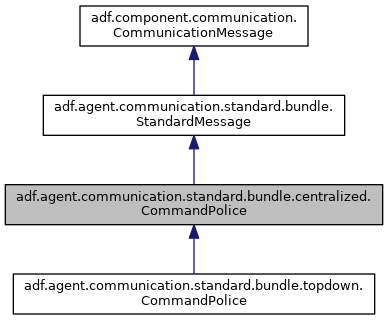 adf.component.communication.
CommunicationMessage
adf.agent.communication.standard.bundle.
StandardMessage
adf.agent.communication.standard.bundle.centralized.
CommandPolice
adf.agent.communication.standard.bundle.topdown.
CommandPolice